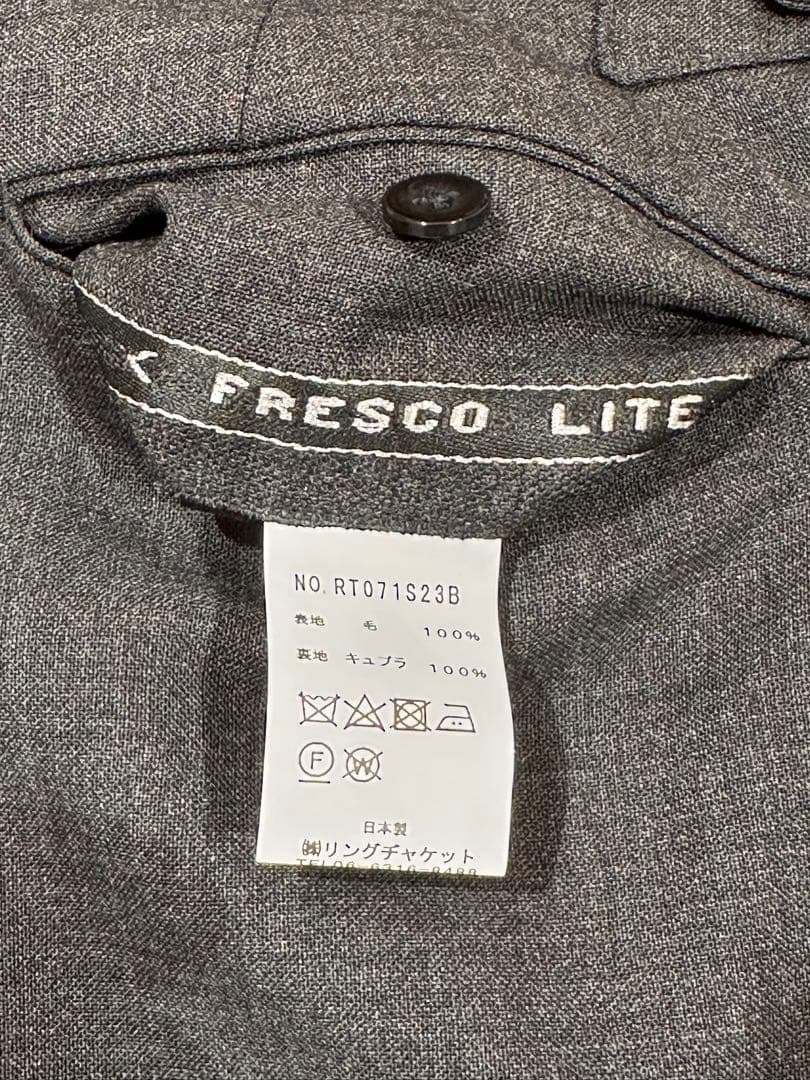 FRESCO LITE
NO. RT071S23B
表地 毛 100%
裏地 キュプラ 100%
F
W
日本製
㈱リングヂャケット